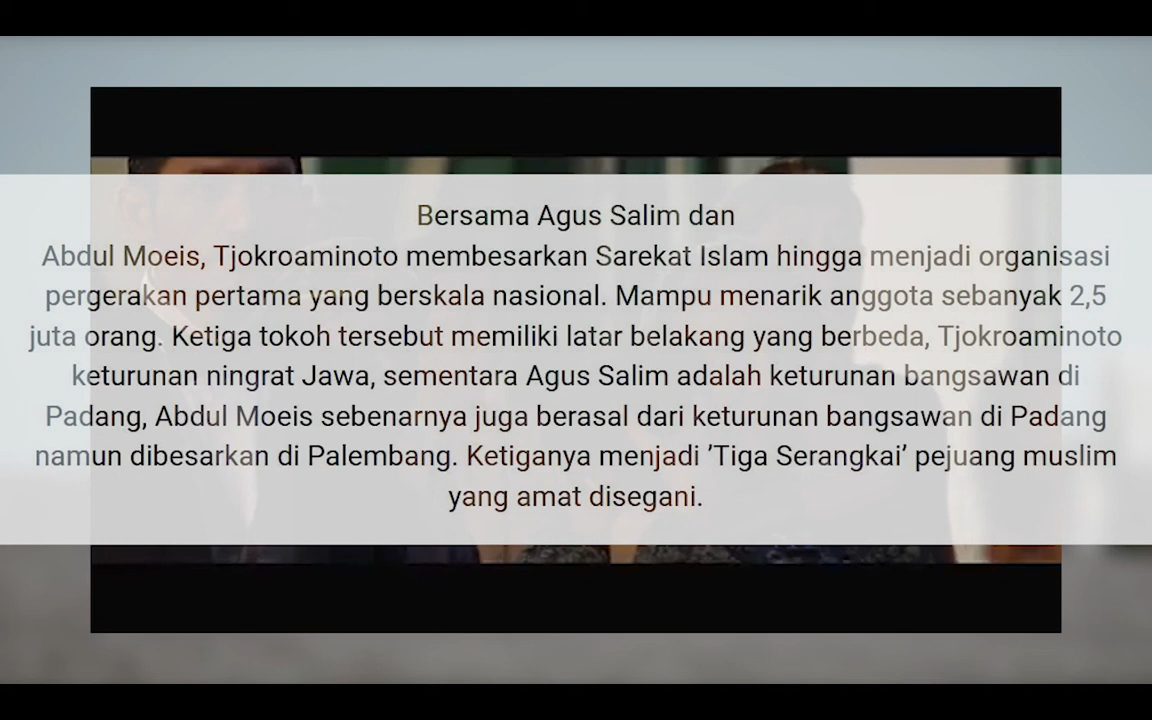 Bersama Agus Salim dan
Abdul Moeis, Tjokroaminoto membesarkan Sarekat Islam hingga menjadi organisasi
pergerakan pertama yang berskala nasional. Mampu menarik anggota sebanyak 2,5
juta orang. Ketiga tokoh tersebut memiliki latar belakang yang berbeda, Tjokroaminoto
keturunan ningrat Jawa, sementara Agus Salim adalah keturunan bangsawan di
Padang, Abdul Moeis sebenarnya juga berasal dari keturunan bangsawan di Padang
namun dibesarkan di Palembang. Ketiganya menjadi ’Tiga Serangkai’ pejuang muslim
yang amat disegani.